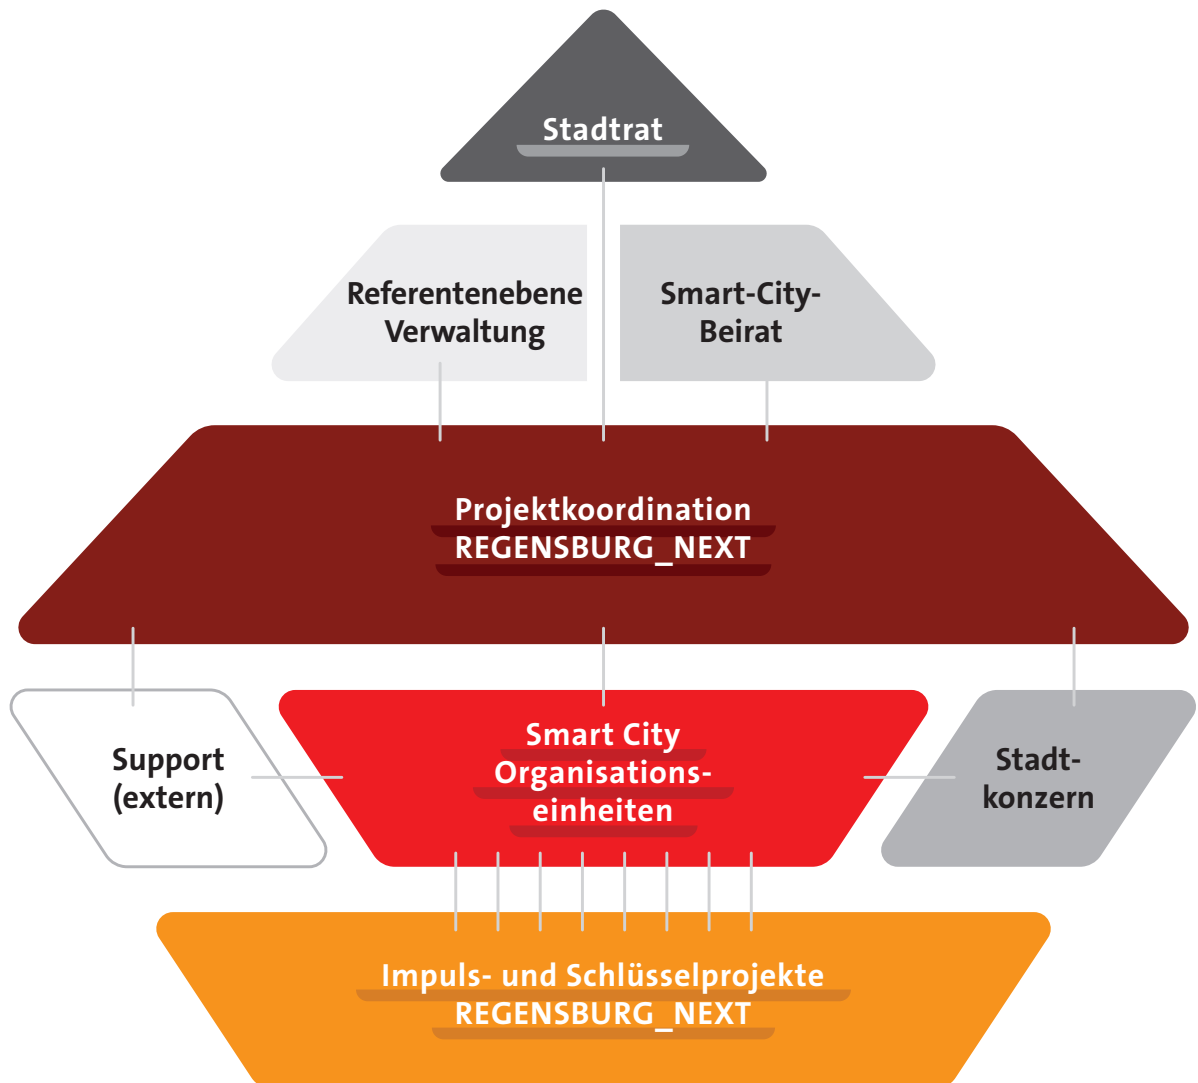 Stadtrat
Referentenebene
Verwaltung
Smart-City-
Beirat
Projektkoordination
REGENSBURG_NEXT
Support
(extern)
Smart City
Organisations-
einheiten
Stadt-
konzern
Impuls- und Schlüsselprojekte
REGENSBURG_NEXT